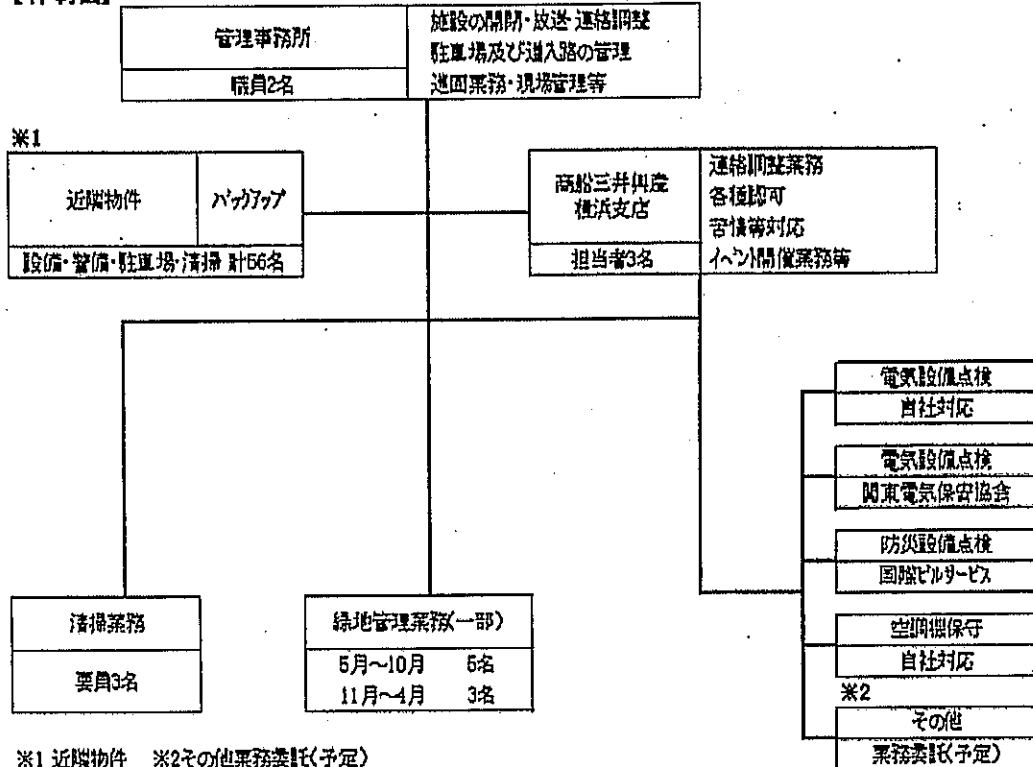 【体制図】
管理事務所
職員2名
施設の開閉・放送・連絡調整
駐車場及び進入路の管理
巡回業務・現場管理等
※1
近隣物件
バックアップ
設備・警備・駐車場・清掃 計56名
商船三井興産
横浜支店
担当者3名
連絡調整業務
各種認可
苦情等対応
イベント開催業務等
電気設備点検
自社対応
電気設備点検
関東電気保安協会
防災設備点検
国際ビルサービス
空調機保守
自社対応
※2
その他
業務委託(予定)
清掃業務
要員3名
緑地管理業務(一部)
5月～10月 5名
11月～4月 3名
※1 近隣物件 ※2その他業務委託(予定)